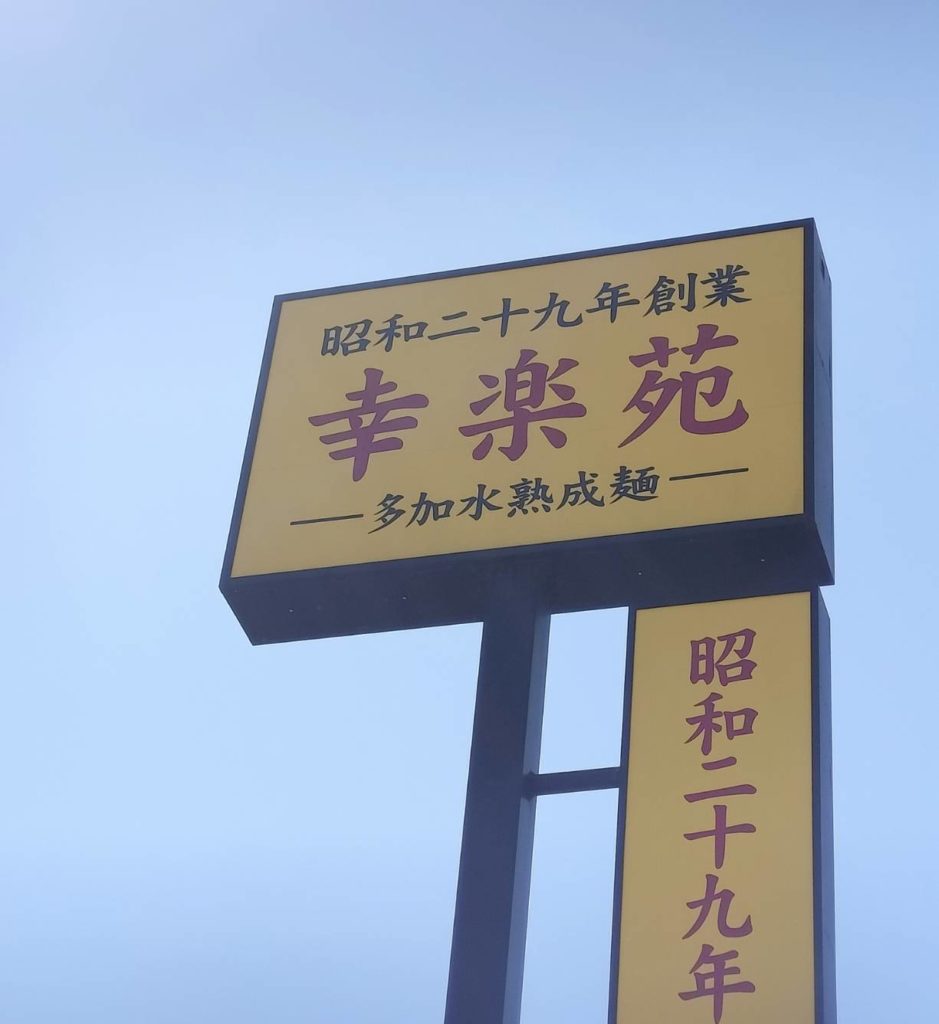 昭和二十九年創業
幸楽苑
多加水熟成麺
昭和二十九年